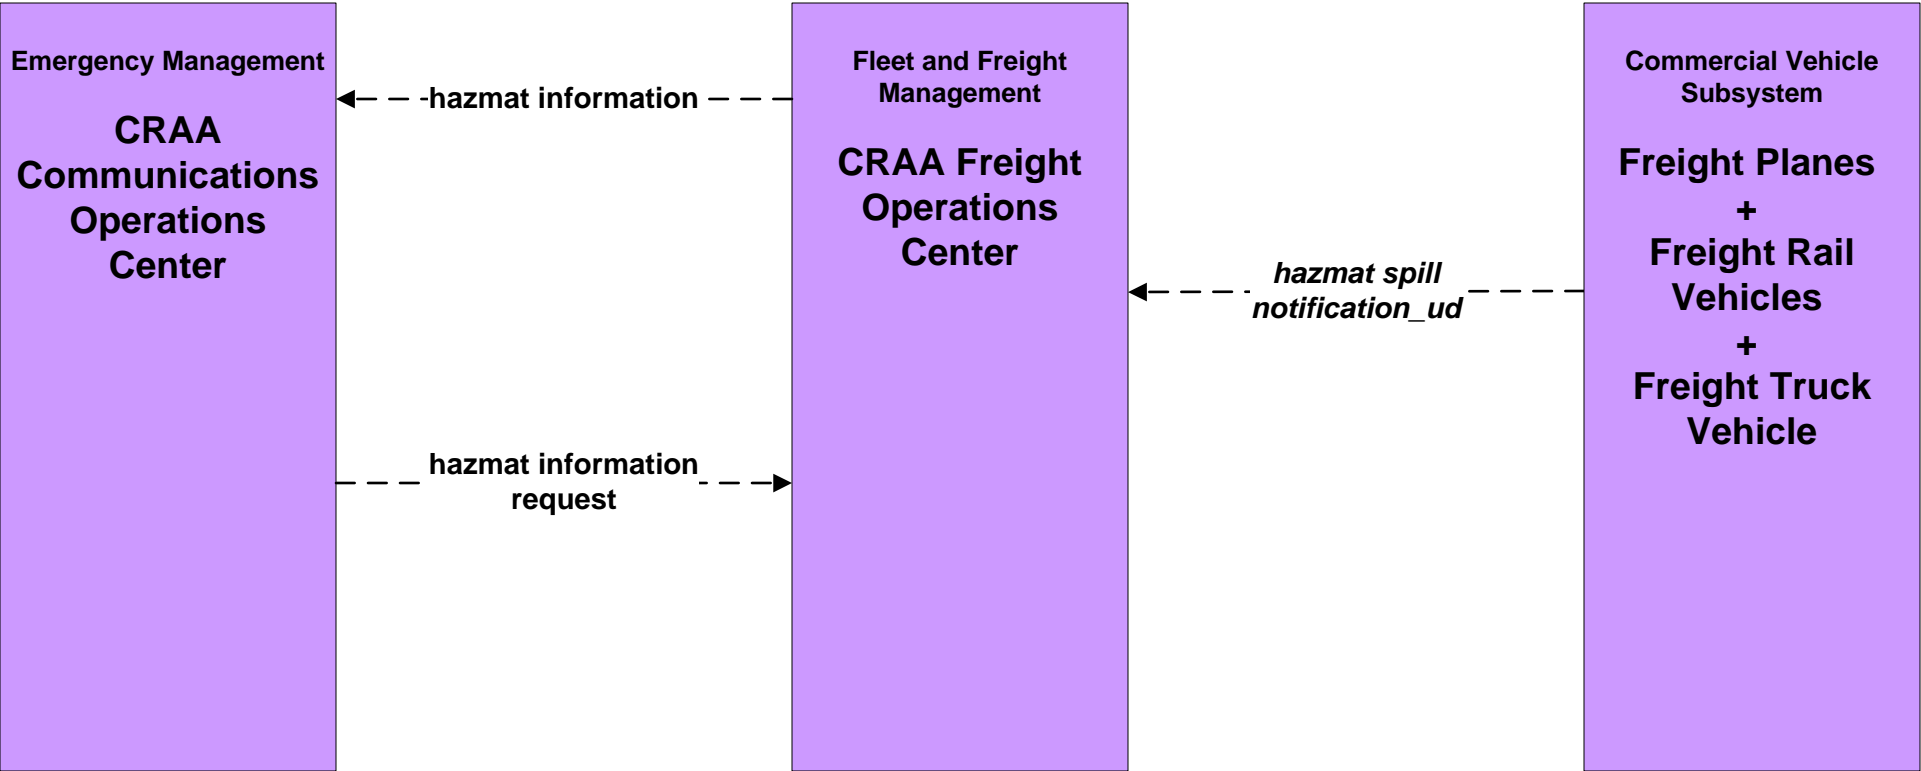 Emergency Management
CRAA
Communications
Operations
Center
hazmat information
hazmat information
request
Fleet and Freight
Management
CRAA Freight
Operations
Center
hazmat spill
notification_ud
Commercial Vehicle
Subsystem
Freight Planes
+
Freight Rail
Vehicles
+
Freight Truck
Vehicle